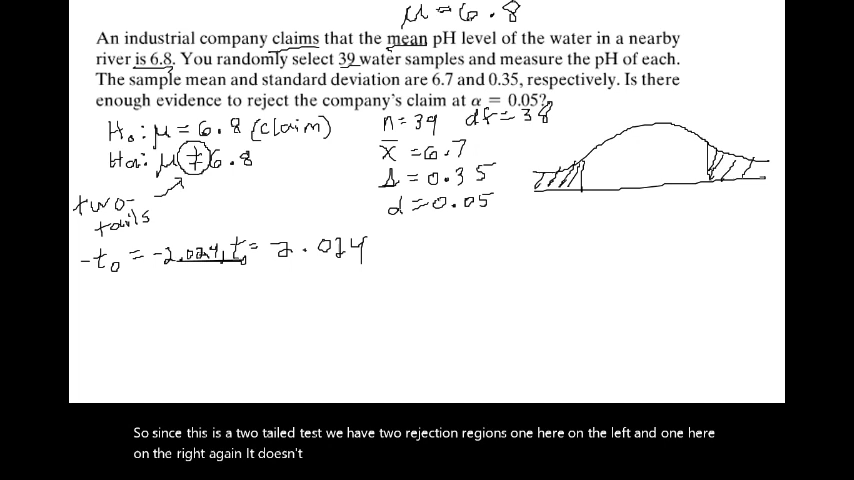 μ = 6.8
An industrial company claims that the mean pH level of the water in a nearby
river is 6.8. You randomly select 39 water samples and measure the pH of each.
The sample mean and standard deviation are 6.7 and 0.35, respectively. Is there
enough evidence to reject the company's claim at α = 0.05?
H₀: μ = 6.8 (claim)
Ha: μ ≠ 6.8
n = 39 df = 38
x̄ = 6.7
s = 0.35
α = 0.05
two-
tails
-t₀ = -2.024, t₀ = 2.024
So since this is a two tailed test we have two rejection regions one here on the left and one here
on the right again It doesn't